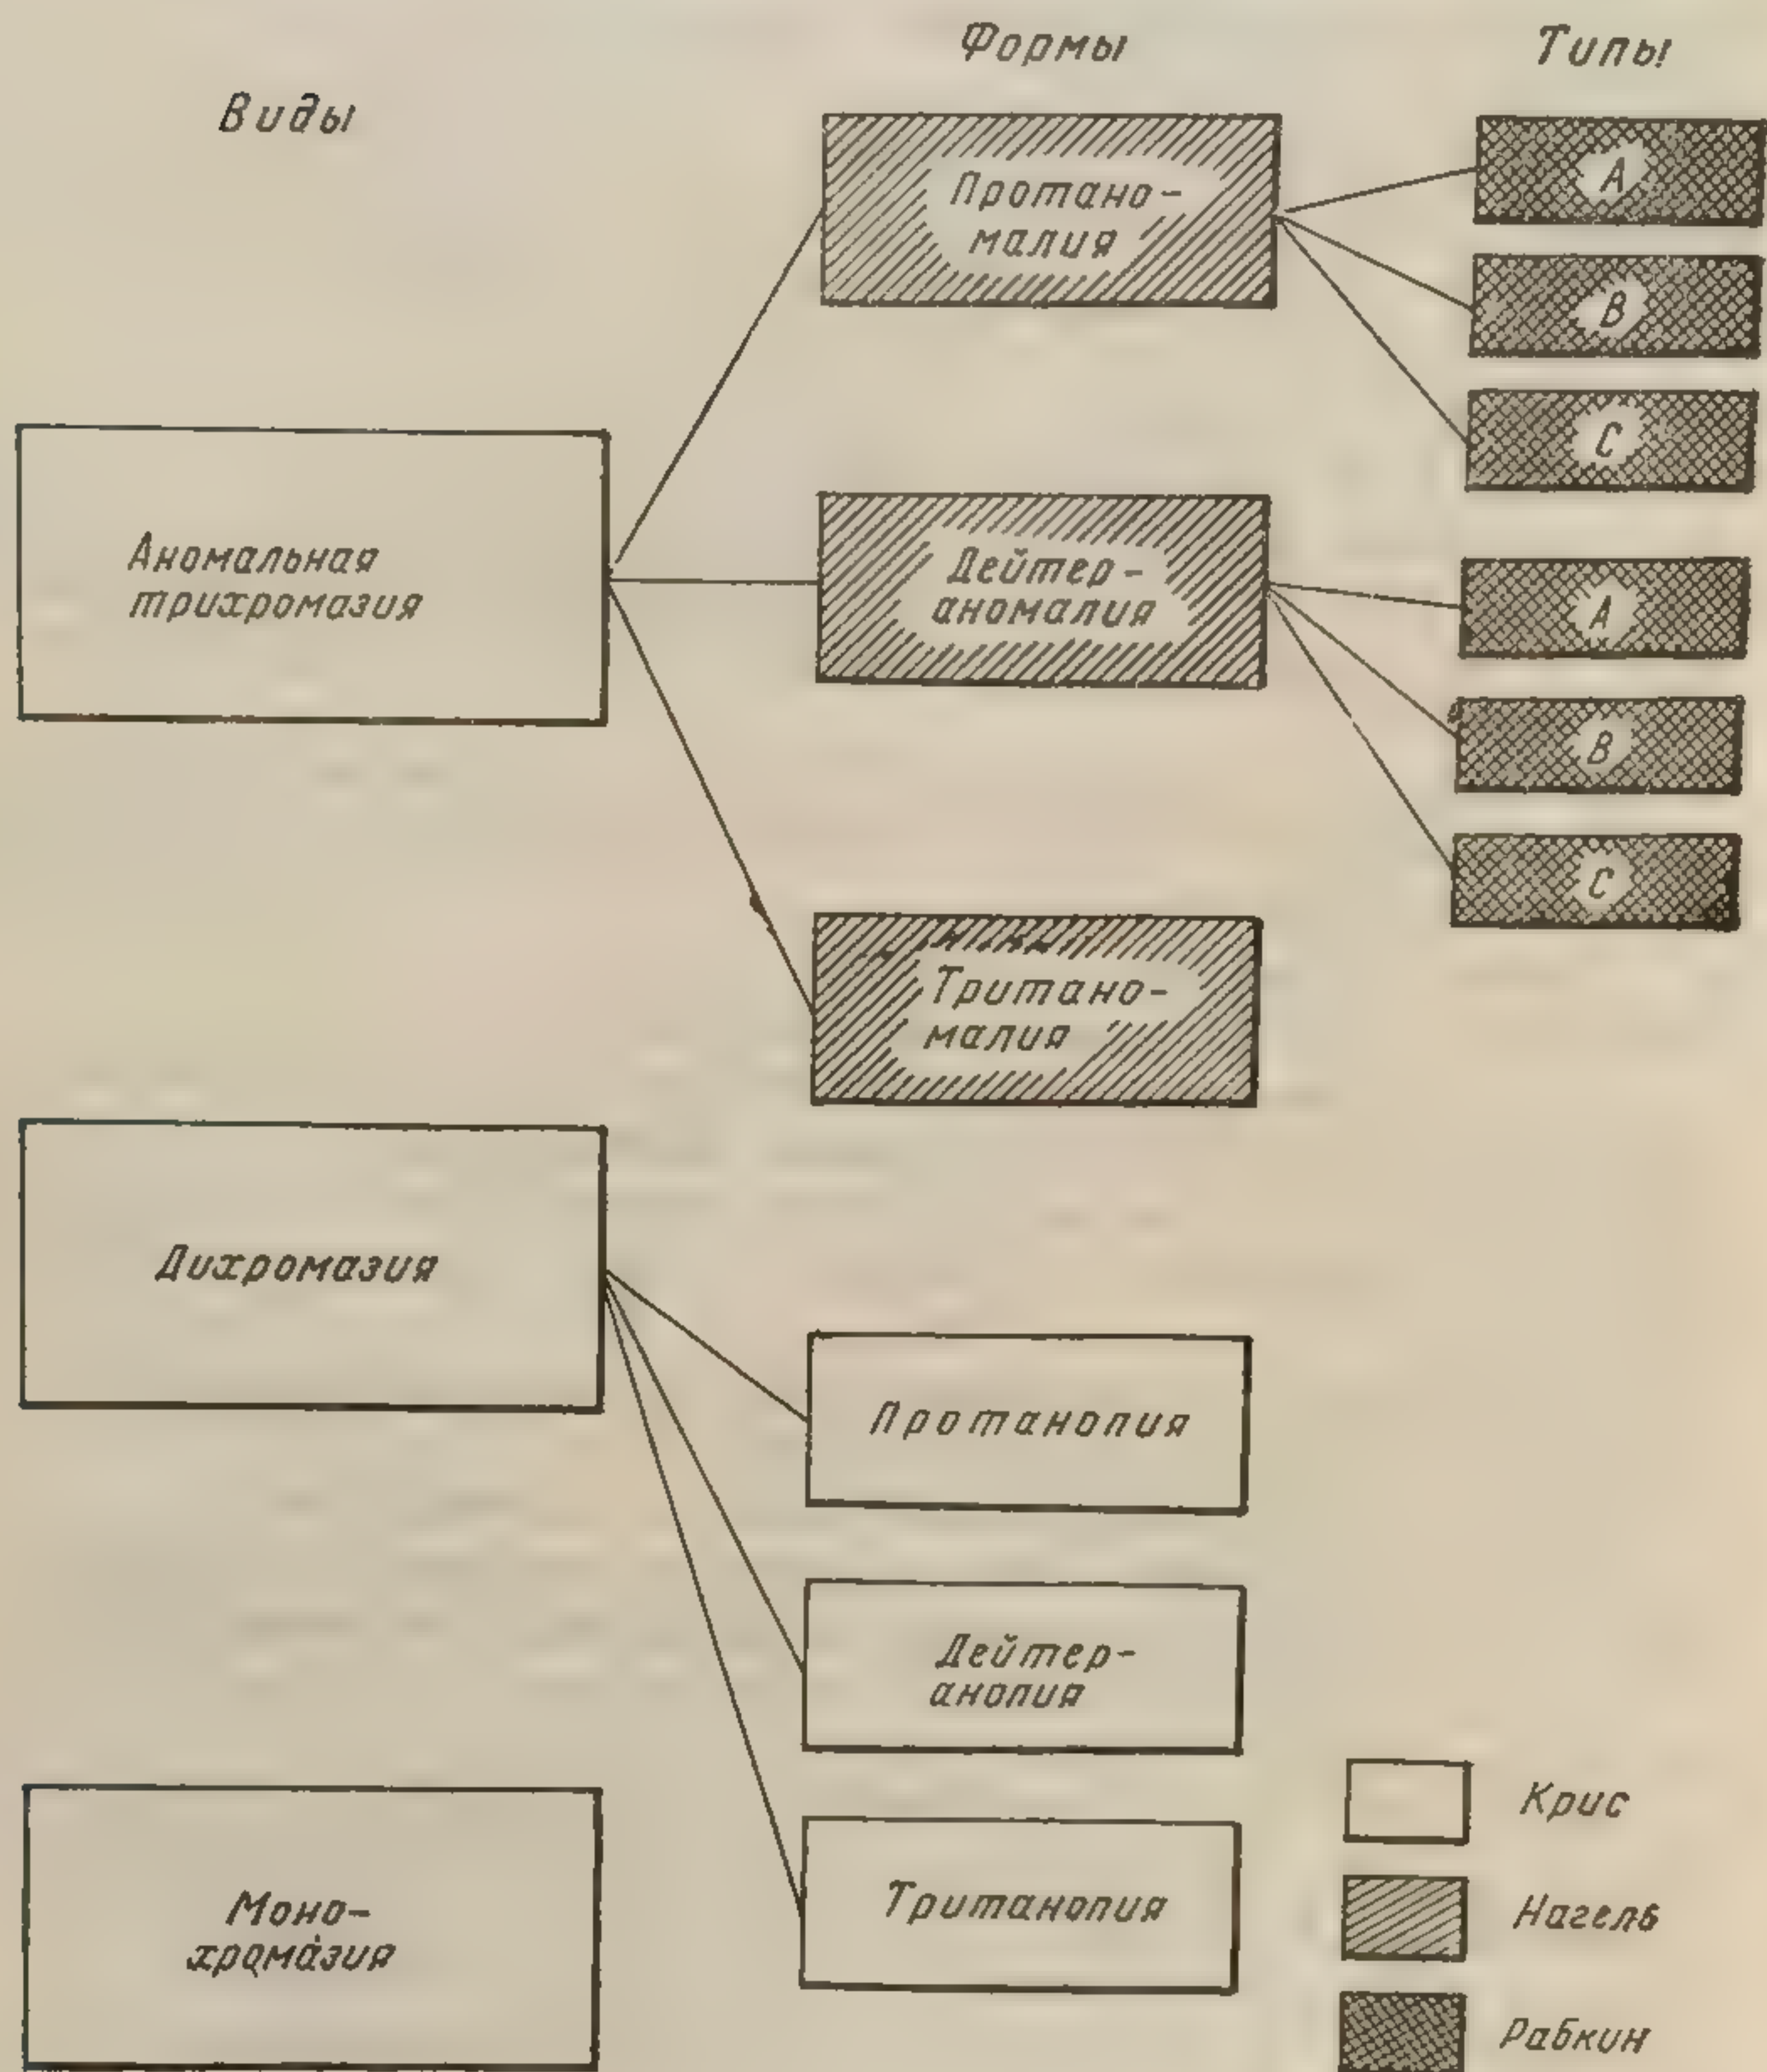 Виды
Формы
Типы
Аномальная
трихромазия
Протано-
малия
A
B
C
Дейтер-
аномалия
A
B
C
Тритано-
малия
Дихромазия
Протанопия
Дейтер-
анопия
Тританопия
Моно-
хромазия
Крис
Нагель
Рабкин